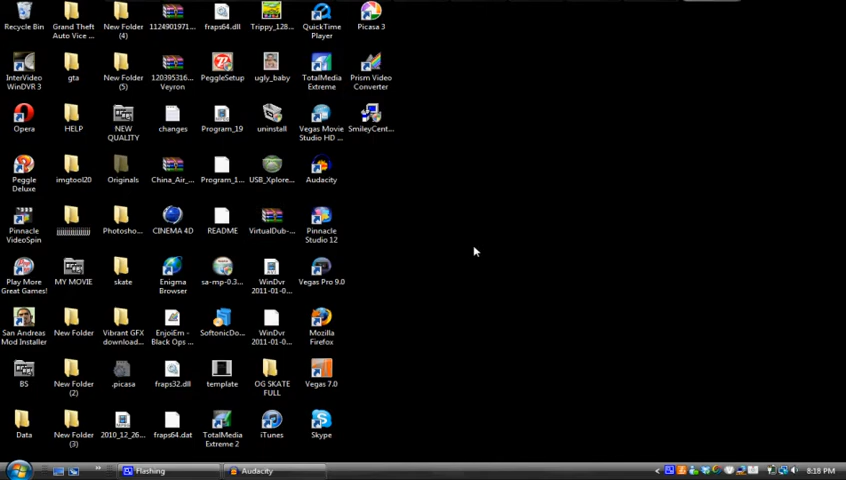 Recycle Bin
Grand Theft
Auto Vice ...
New Folder
(4)
1124901971...
fraps64.dll
Trippy_128...
QuickTime
Player
Picasa 3
InterVideo
WinDVR 3
gta
New Folder
(5)
120395316...
Veyron
PeggleSetup
ugly_baby
TotalMedia
Extreme
Prism Video
Converter
Opera
HELP
NEW
QUALITY
changes
Program_19
uninstall
Vegas Movie
Studio HD ...
SmileyCent...
Peggle
Deluxe
imgtool20
Originals
China_Air_...
Program_1...
USB_Xplore...
Audacity
Pinnacle
VideoSpin
jjjjjjjjjjjjjjjj
Photosho...
CINEMA 4D
README
VirtualDub-...
Pinnacle
Studio 12
Play More
Great Games!
MY MOVIE
skate
Enigma
Browser
sa-mp-0.3...
WinDvr
2011-01-0...
Vegas Pro 9.0
San Andreas
Mod Installer
New Folder
Vibrant GFX
download...
EnjoiEm -
Black Ops ...
SoftonicDo...
WinDvr
2011-01-0...
Mozilla
Firefox
BS
New Folder
(2)
.picasa
fraps32.dll
template
OG SKATE
FULL
Vegas 7.0
Data
New Folder
(3)
2010_12_26...
fraps64.dat
TotalMedia
Extreme 2
iTunes
Skype
Flashing
Audacity
8:18 PM